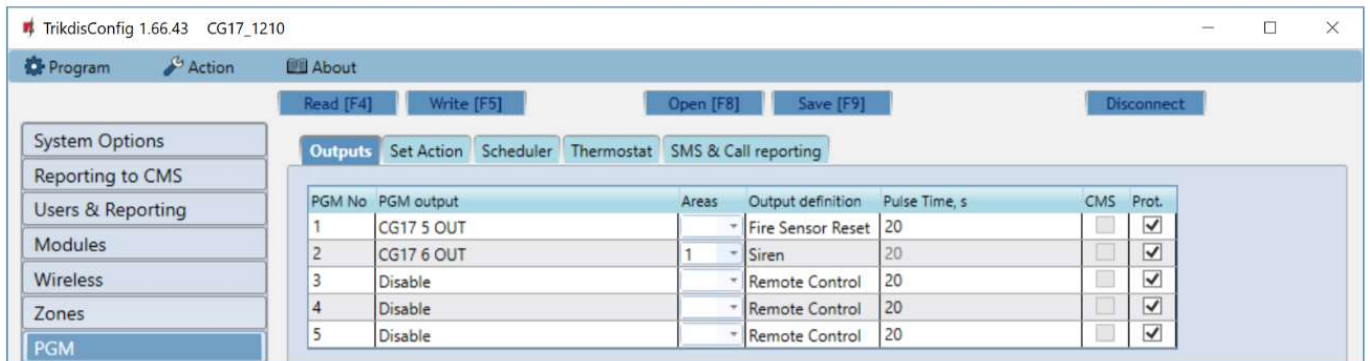 TrikdisConfig 1.66.43 CG17_1210
Program Action About
Read [F4] Write [F5] Open [F8] Save [F9] Disconnect
System Options
Reporting to CMS
Users & Reporting
Modules
Wireless
Zones
PGM
Outputs Set Action Scheduler Thermostat SMS & Call reporting
PGM No PGM output Areas Output definition Pulse Time, s CMS Prot.
1 CG17 5 OUT Fire Sensor Reset 20
2 CG17 6 OUT 1 Siren 20
3 Disable Remote Control 20
4 Disable Remote Control 20
5 Disable Remote Control 20